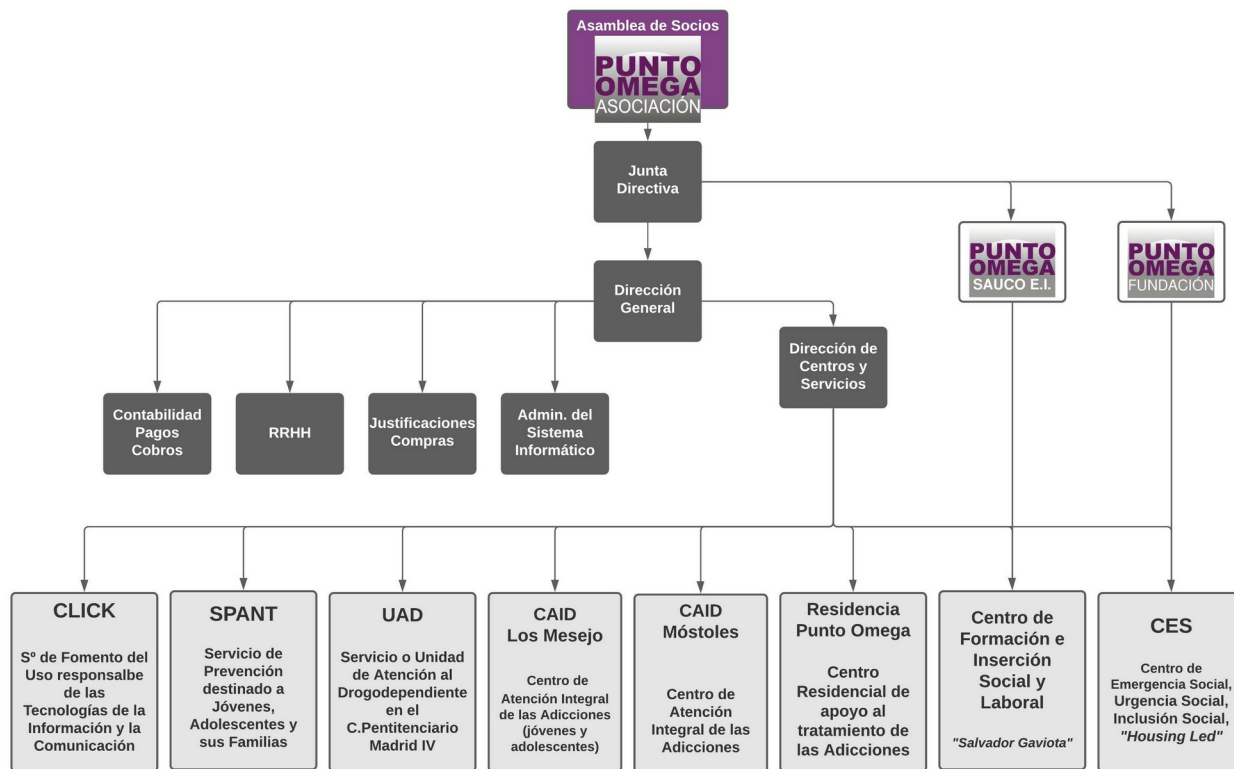 Asamblea de Socios
PUNTO
OMEGA
ASOCIACIÓN
Junta
Directiva
PUNTO
OMEGA
SAUCO E.I.
PUNTO
OMEGA
FUNDACIÓN
Dirección
General
Dirección de
Centros y
Servicios
Contabilidad
Pagos
Cobros
RRHH
Justificaciones
Compras
Admin. del
Sistema
Informático
CLICK
Sº de Fomento del
Uso responsalbe
de las
Tecnologías de la
Información y la
Comunicación
SPANT
Servicio de
Prevención
destinado a
Jóvenes,
Adolescentes y
sus Familias
UAD
Servicio o Unidad
de Atención al
Drogodependiente
en el
C.Pentitenciario
Madrid IV
CAID
Los Mesejo
Centro de
Atención Integral
de las Adicciones
(jóvenes y
adolescentes)
CAID
Móstoles
Centro de
Atención
Integral de las
Adicciones
Residencia
Punto Omega
Centro
Residencial de
apoyo al
tratamiento de
las Adicciones
Centro de
Formación e
Inserción
Social y
Laboral
"Salvador Gaviota"
CES
Centro de
Emergencia Social,
Urgencia Social,
Inclusión Social,
"Housing Led"